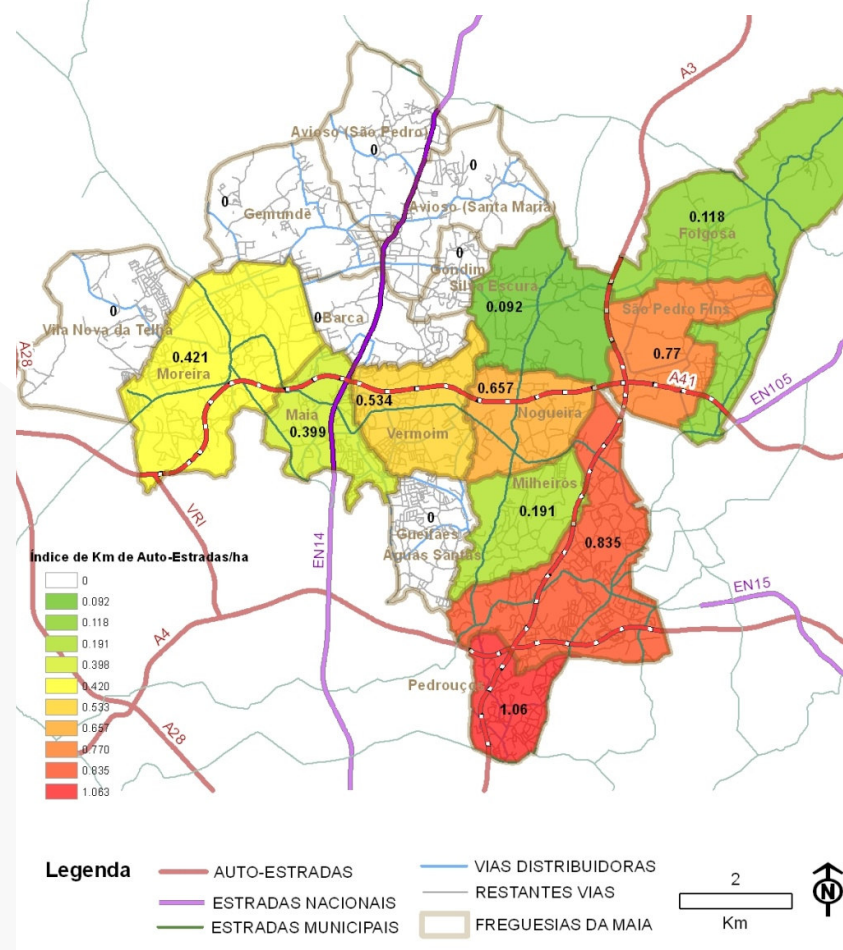 A3
Avioso (São Pedro)
0
0
0
Gemunde
Avioso (Santa Maria)
0.118
Folgosa
0
Gondim
Silva Escura
0
0.092
São Pedro Fins
0
Barca
Vila Nova da Telha
A28
0.421
Moreira
0.77
A41
EN105
0.657
0.534
Nogueira
Maia
0.399
Vermoim
Milheirós
0.191
VRI
0
Gueifães
Águas Santas
0.835
EN14
EN15
A4
Pedrouços
1.06
A28
Índice de Km de Auto-Estradas/ha
0
0.092
0.118
0.191
0.398
0.420
0.533
0.657
0.770
0.835
1.063
Legenda
AUTO-ESTRADAS
ESTRADAS NACIONAIS
ESTRADAS MUNICIPAIS
VIAS DISTRIBUIDORAS
RESTANTES VIAS
FREGUESIAS DA MAIA
2
Km
N